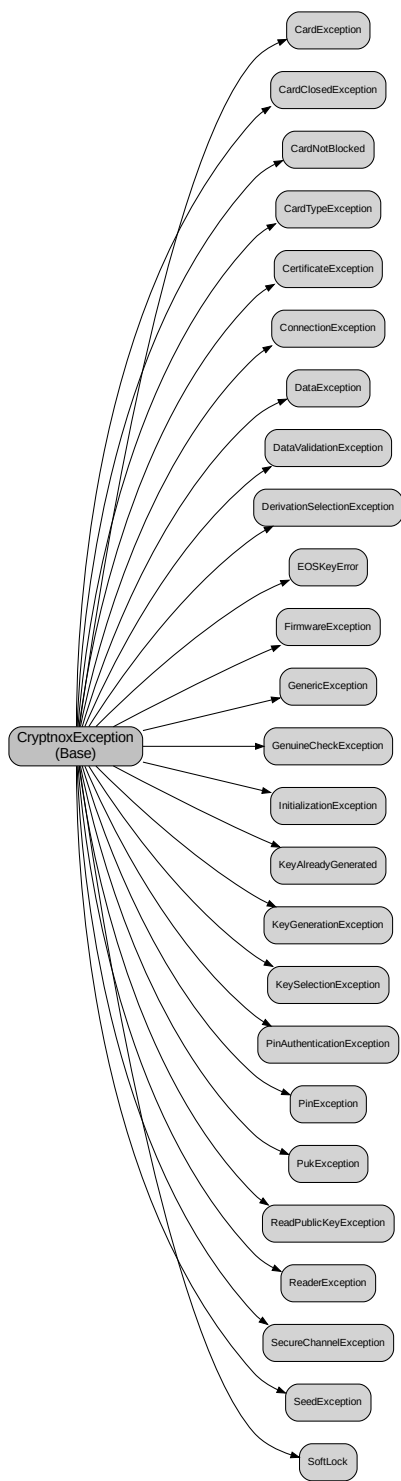 CardException
CardClosedException
CardNotBlocked
CardTypeException
CertificateException
ConnectionException
DataException
DataValidationException
DerivationSelectionException
EOSKeyError
FirmwareException
GenericException
CryptnoxException
(Base)
GenuineCheckException
InitializationException
KeyAlreadyGenerated
KeyGenerationException
KeySelectionException
PinAuthenticationException
PinException
PukException
ReadPublicKeyException
ReaderException
SecureChannelException
SeedException
SoftLock